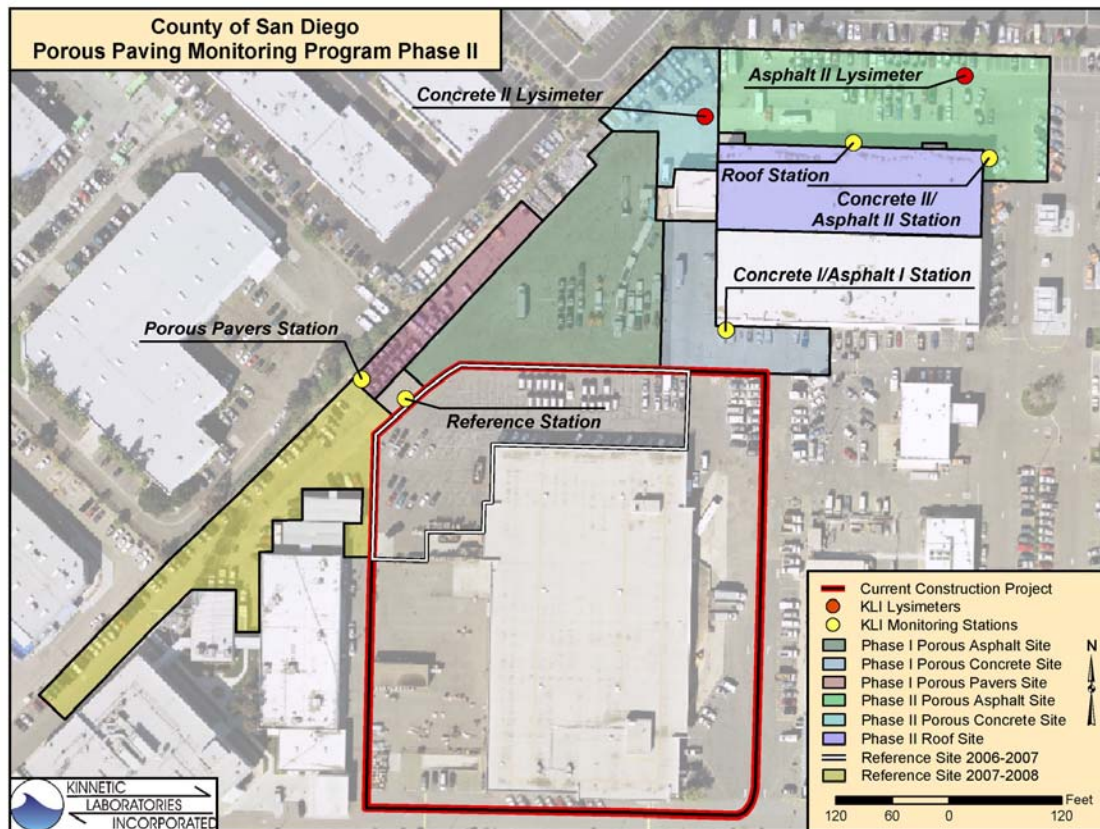 County of San Diego
Porous Paving Monitoring Program Phase II
Concrete II Lysimeter
Asphalt II Lysimeter
Roof Station
Concrete II/
Asphalt II Station
Concrete I/Asphalt I Station
Porous Pavers Station
Reference Station
Current Construction Project
KLI Lysimeters
KLI Monitoring Stations
Phase I Porous Asphalt Site
Phase I Porous Concrete Site
Phase I Porous Pavers Site
Phase II Porous Asphalt Site
Phase II Porous Concrete Site
Phase II Roof Site
Reference Site 2006-2007
Reference Site 2007-2008
N
Feet
120 60 0 120
KINNETIC
LABORATORIES
INCORPORATED